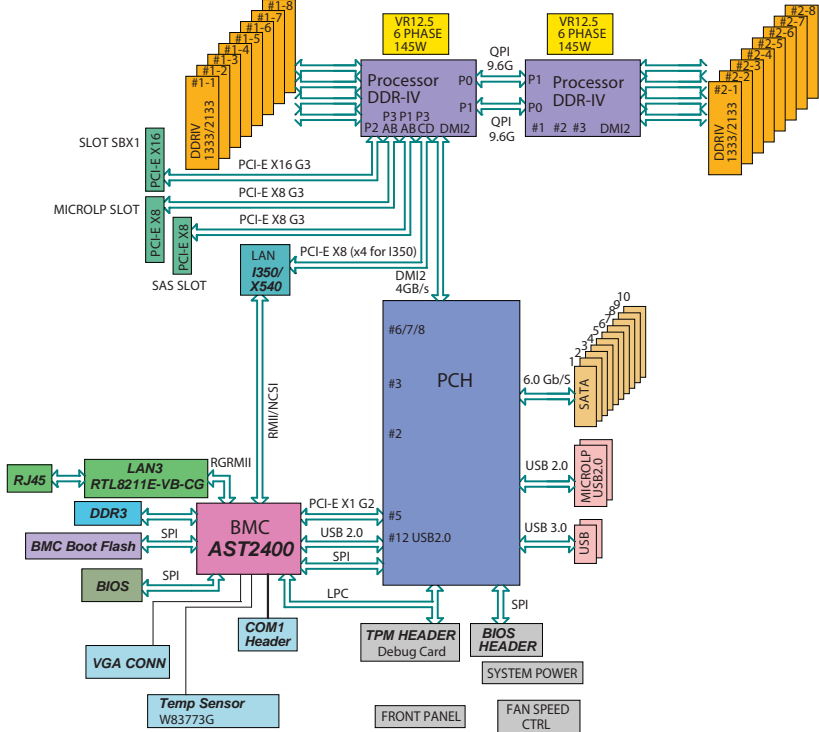 VR12.5
6 PHASE
145W
VR12.5
6 PHASE
145W
#1-8
#1-7
#1-6
#1-5
#1-4
#1-3
#1-2
#1-1
DDRIV
1333/2133
#2-8
#2-7
#2-6
#2-5
#2-4
#2-3
#2-2
#2-1
DDRIV
1333/2133
Processor
DDR-IV
P0
P1
P3 P1 P3
P2 AB AB CD DMI2
QPI
9.6G
QPI
9.6G
P1
P0
Processor
DDR-IV
#1 #2 #3 DMI2
SLOT SBX1
PCI-E X16
PCI-E X16 G3
MICROLP SLOT
PCI-E X8
PCI-E X8 G3
PCI-E X8
PCI-E X8 G3
SAS SLOT
LAN
I350/
X540
PCI-E X8 (x4 for I350)
DMI2
4GB/s
#6/7/8
#3
#2
#5
#12 USB2.0
PCH
6.0 Gb/S
1
2
3
4
5
6
7
8
9
10
SATA
USB 2.0
MICROLP
USB2.0
USB 3.0
USB
RMII/NCSI
RJ45
LAN3
RTL8211E-VB-CG
RGRMII
DDR3
BMC
AST2400
PCI-E X1 G2
USB 2.0
SPI
BMC Boot Flash
SPI
BIOS
SPI
LPC
SPI
COM1
Header
TPM HEADER
Debug Card
BIOS
HEADER
VGA CONN
SYSTEM POWER
Temp Sensor
W83773G
FRONT PANEL
FAN SPEED
CTRL